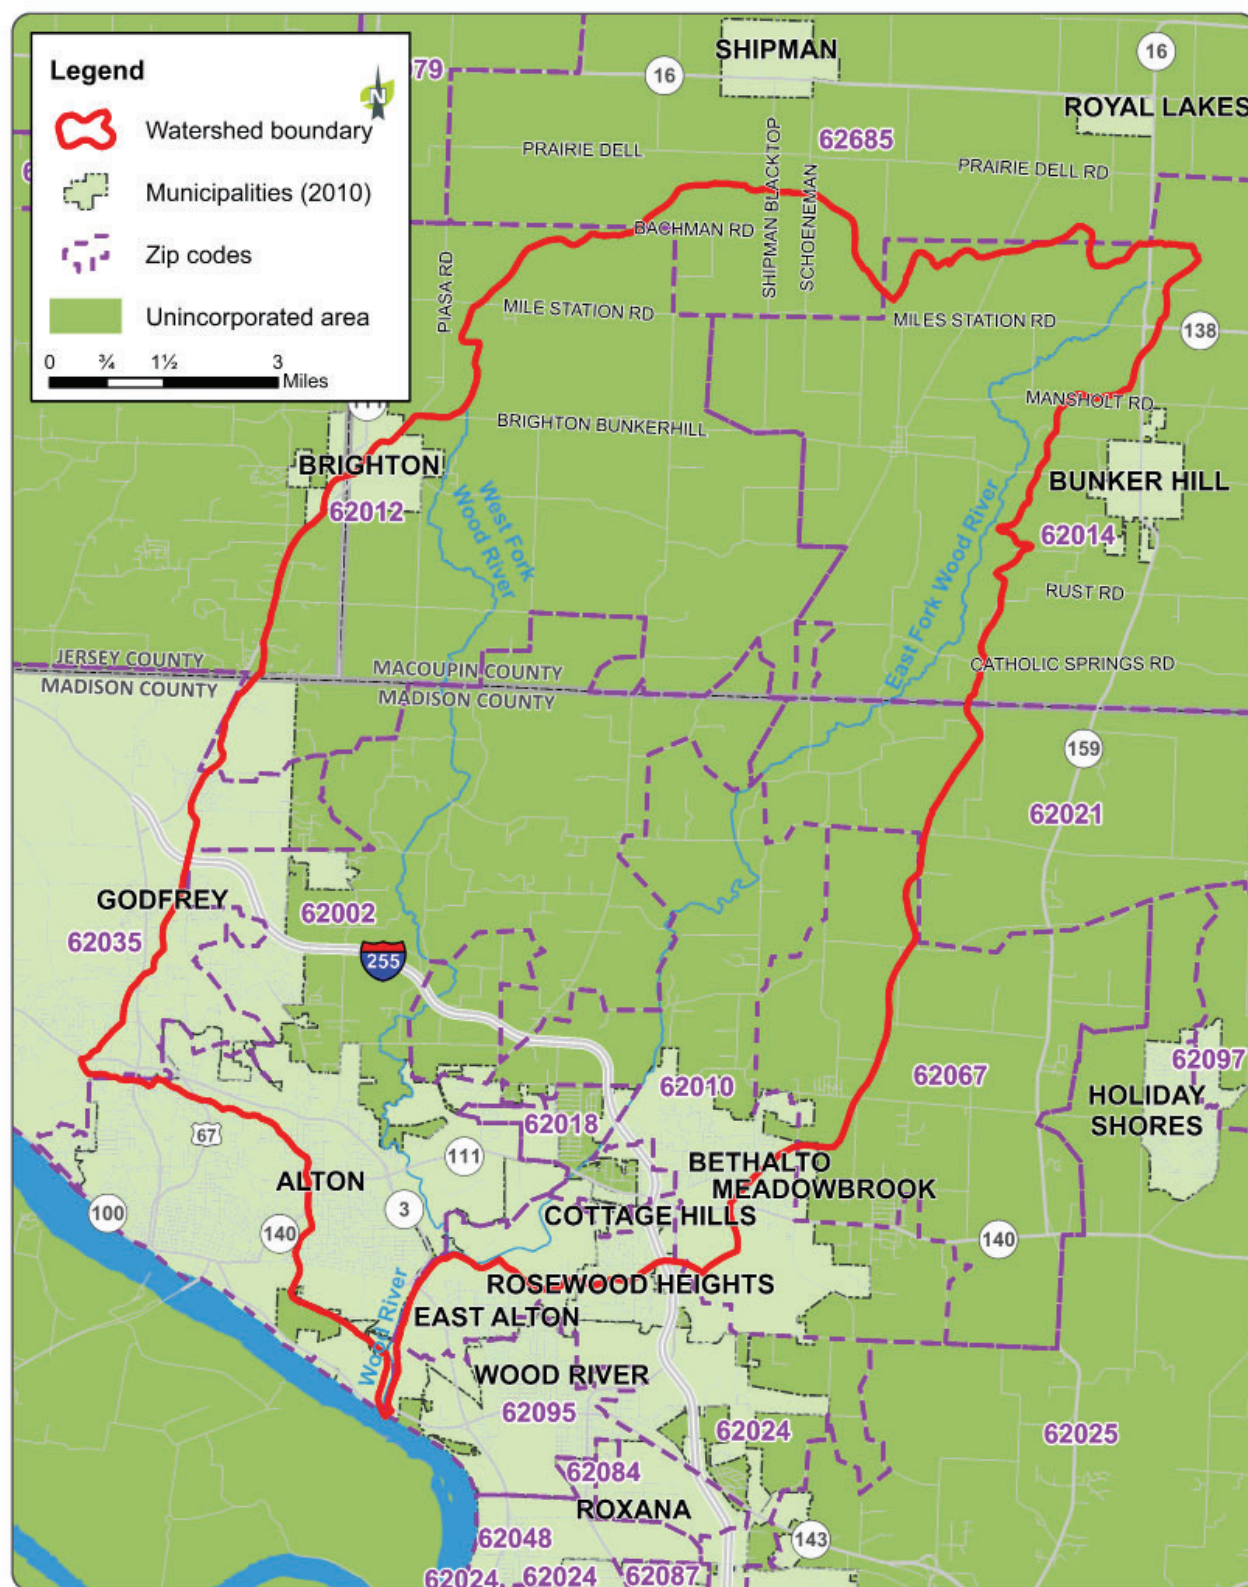 Legend
N
Watershed boundary
Municipalities (2010)
Zip codes
Unincorporated area
0 ¾ 1½ 3
Miles
79
6
SHIPMAN
16
16
ROYAL LAKES
62685
PRAIRIE DELL
PRAIRIE DELL RD
SHIPMAN BLACKTOP
SCHOENEMAN
BACHMAN RD
PIASA RD
MILE STATION RD
MILES STATION RD
138
MANSHOLT RD
BRIGHTON BUNKERHILL
BRIGHTON
62012
West Fork
Wood River
East Fork Wood River
BUNKER HILL
62014
RUST RD
CATHOLIC SPRINGS RD
JERSEY COUNTY
MADISON COUNTY
MACOUPIN COUNTY
MADISON COUNTY
159
62021
GODFREY
62002
62035
255
62010
62067
62097
HOLIDAY
SHORES
62018
67
111
BETHALTO
MEADOWBROOK
ALTON
100
140
3
COTTAGE HILLS
140
ROSEWOOD HEIGHTS
Wood River
EAST ALTON
WOOD RIVER
62095
62024
62025
62084
ROXANA
62048
143
62024,
62024
62087